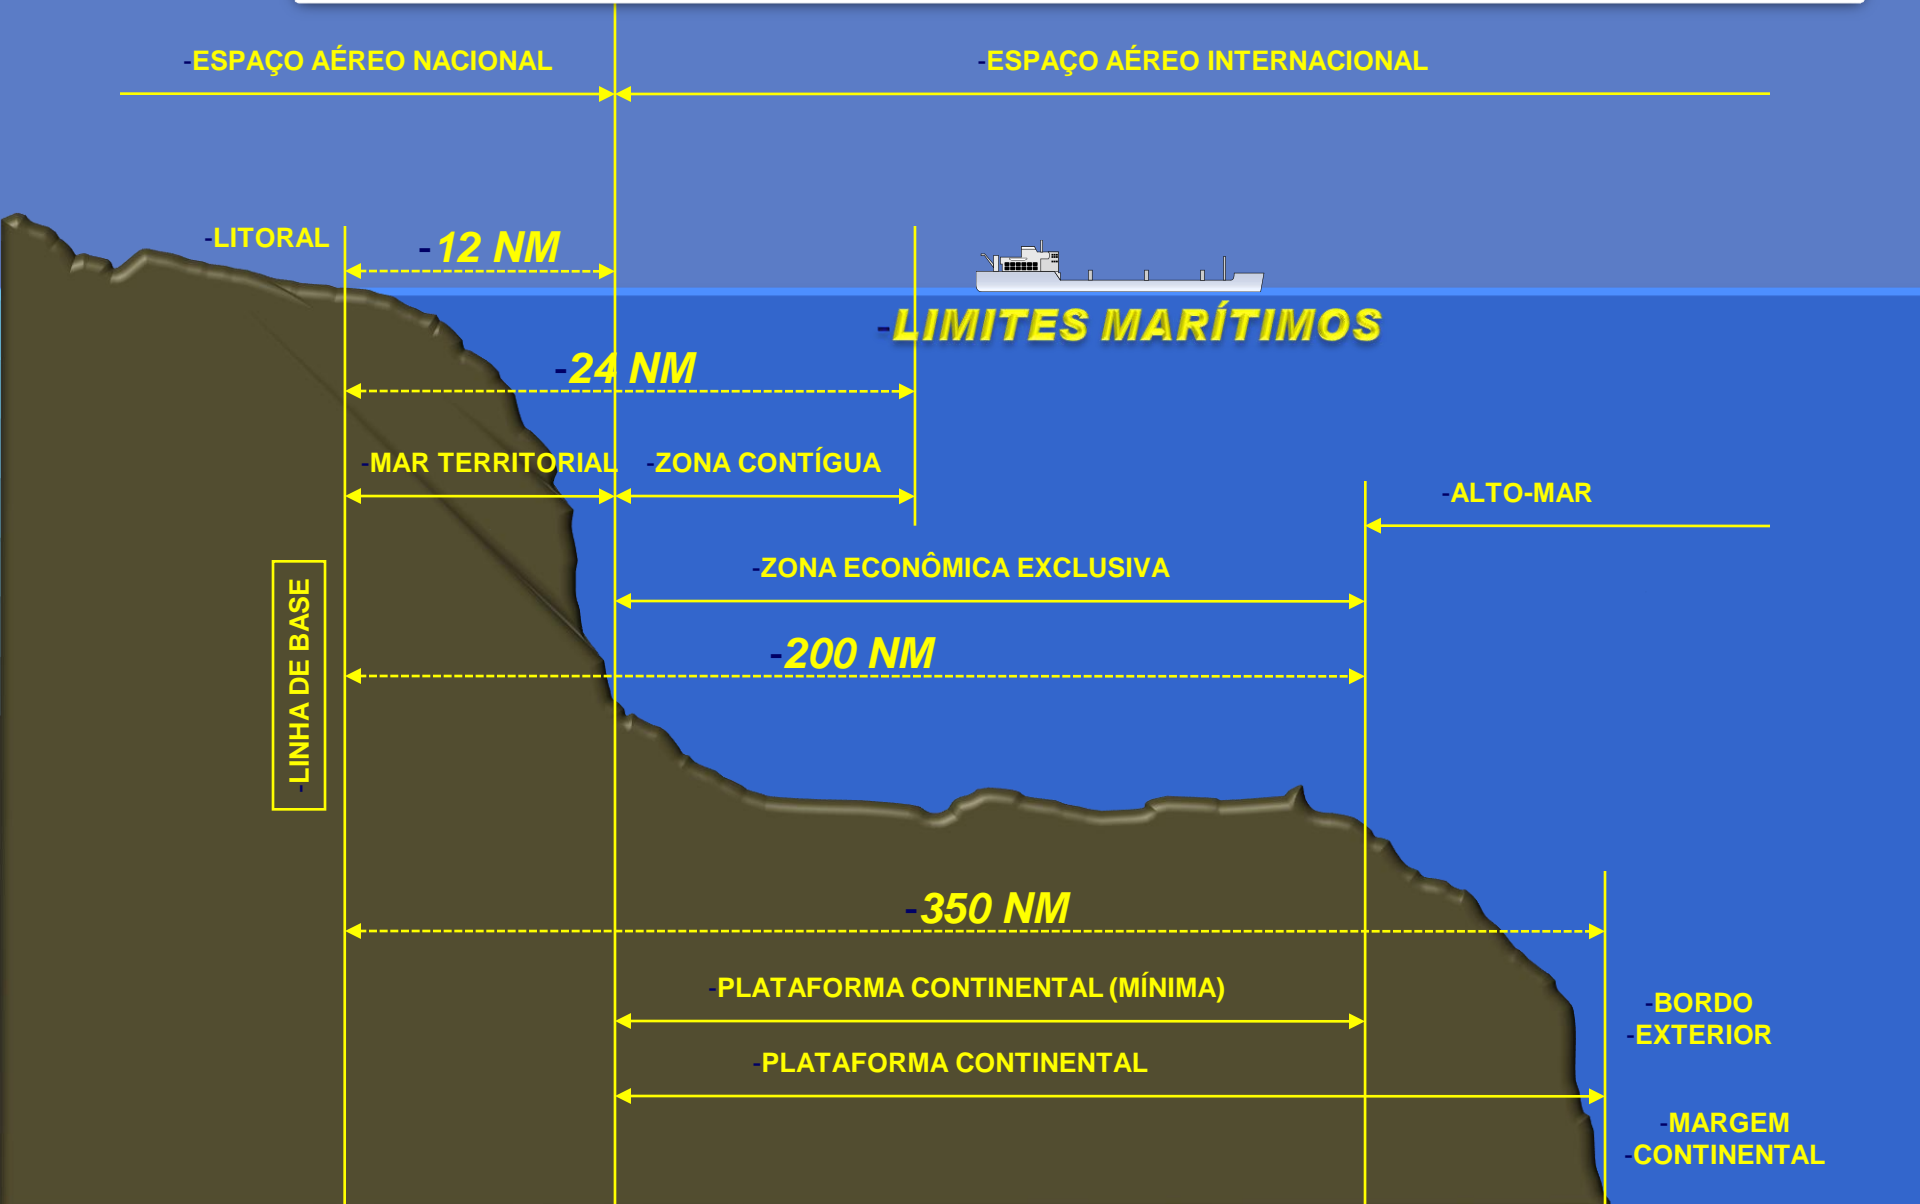 -ESPAÇO AÉREO NACIONAL
-ESPAÇO AÉREO INTERNACIONAL
-LITORAL
-12 NM
-LIMITES MARÍTIMOS
-24 NM
-MAR TERRITORIAL
-ZONA CONTÍGUA
-ALTO-MAR
-ZONA ECONÔMICA EXCLUSIVA
-LINHA DE BASE
-200 NM
-350 NM
-PLATAFORMA CONTINENTAL (MÍNIMA)
-BORDO
-EXTERIOR
-PLATAFORMA CONTINENTAL
-MARGEM
-CONTINENTAL